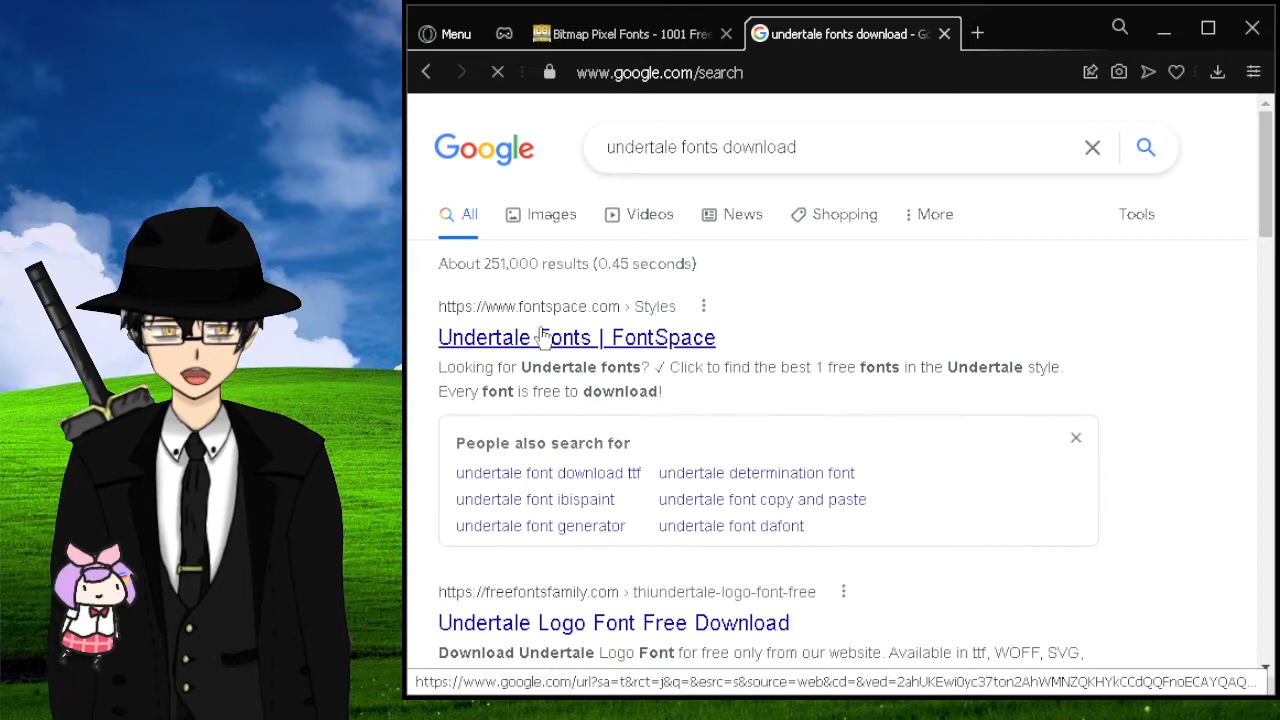 Menu
Bitmap Pixel Fonts - 1001 Free
undertale fonts download - Go
www.google.com/search
Google
undertale fonts download
All Images Videos News Shopping More Tools
About 251,000 results (0.45 seconds)
https://www.fontspace.com › Styles
Undertale Fonts | FontSpace
Looking for Undertale fonts? ✓ Click to find the best 1 free fonts in the Undertale style.
Every font is free to download!
People also search for
undertale font download ttf undertale determination font
undertale font ibispaint undertale font copy and paste
undertale font generator undertale font dafont
https://freefontsfamily.com › thiundertale-logo-font-free
Undertale Logo Font Free Download
Download Undertale Logo Font for free only from our website. Available in ttf, WOFF, SVG,
https://www.google.com/url?sa=t&rct=j&q=&esrc=s&source=web&cd=&ved=2ahUKEwi0yc37ton2AhWMNZQKHYkCCdQQFnoECAYQAQ...